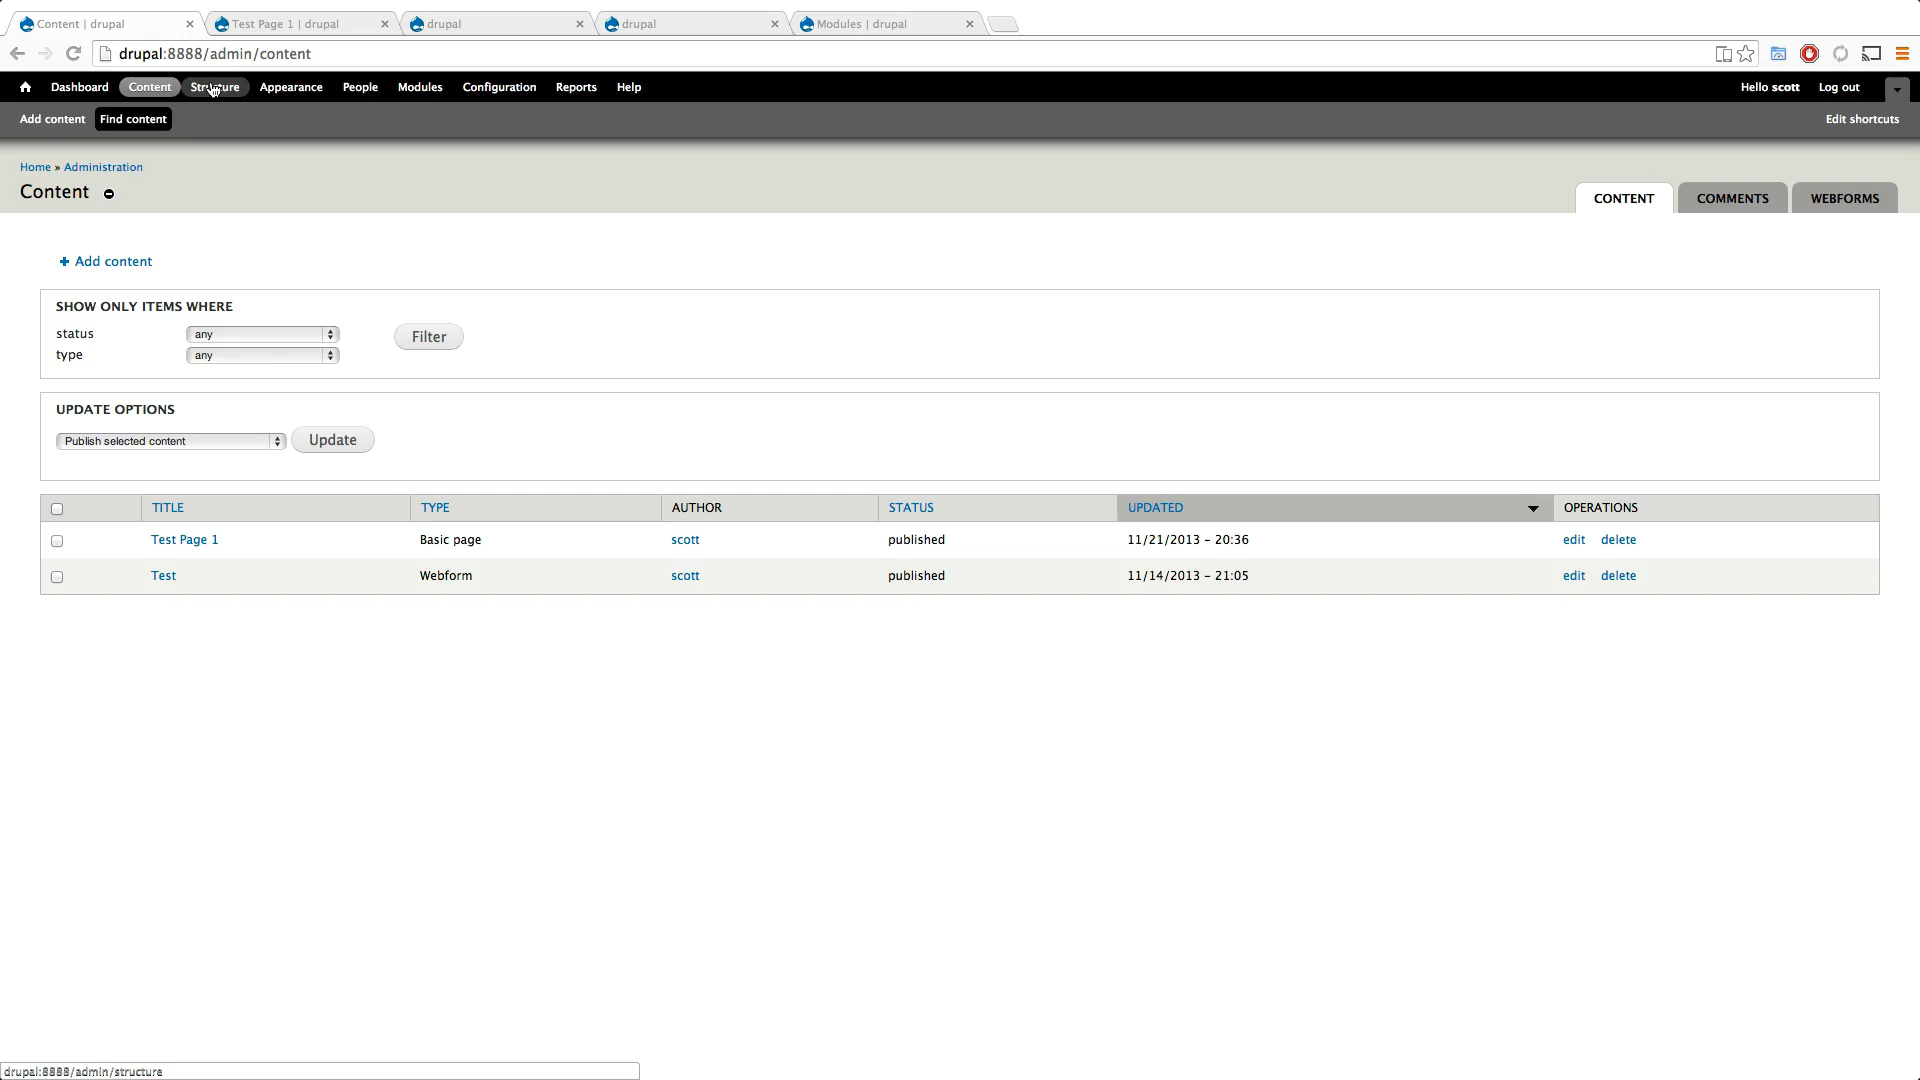 Content | drupal
Test Page 1 | drupal
drupal
drupal
Modules | drupal
drupal:8888/admin/content
Dashboard Content Structure Appearance People Modules Configuration Reports Help Hello scott Log out
Add content Find content Edit shortcuts
Home » Administration
Content
CONTENT COMMENTS WEBFORMS
Add content
SHOW ONLY ITEMS WHERE
status any Filter
type any
UPDATE OPTIONS
Publish selected content Update
TITLE TYPE AUTHOR STATUS UPDATED OPERATIONS
Test Page 1 Basic page scott published 11/21/2013 - 20:36 edit delete
Test Webform scott published 11/14/2013 - 21:05 edit delete
drupal:8888/admin/structure